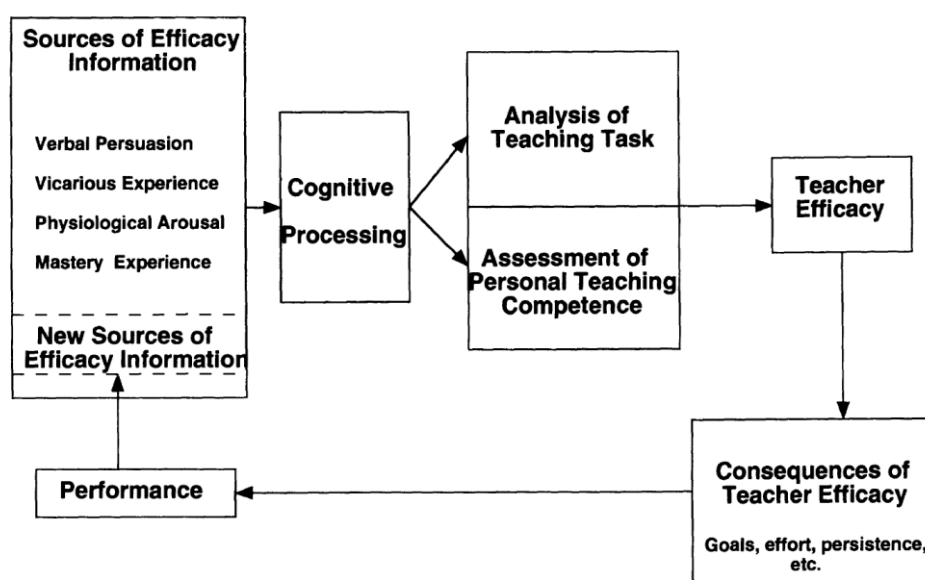 Sources of Efficacy
Information
Verbal Persuasion
Vicarious Experience
Physiological Arousal
Mastery Experience
New Sources of
Efficacy Information
Cognitive
Processing
Analysis of
Teaching Task
Assessment of
Personal Teaching
Competence
Teacher
Efficacy
Consequences of
Teacher Efficacy
Goals, effort, persistence,
etc.
Performance